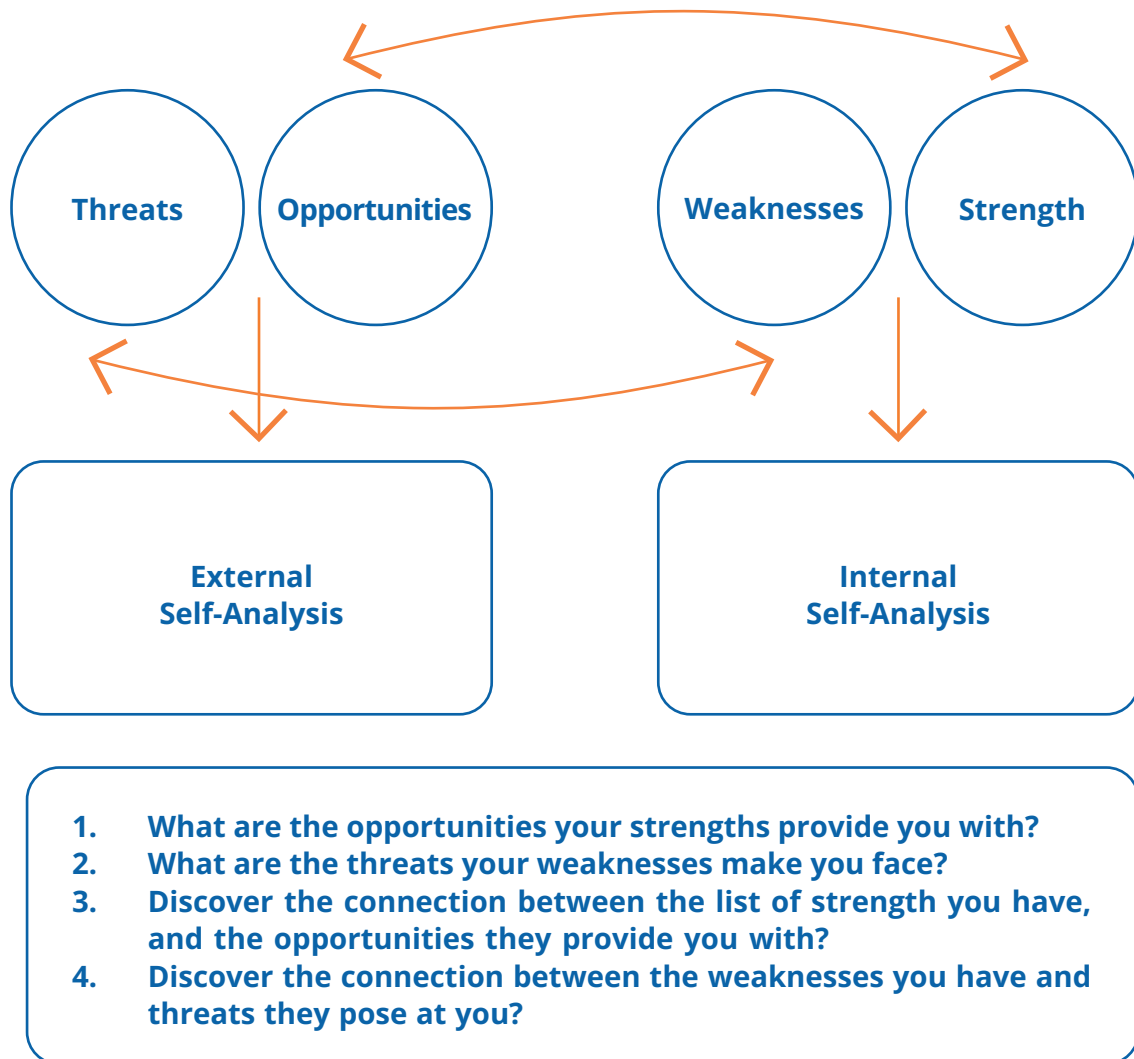 Threats
Opportunities
Weaknesses
Strength
External
Self-Analysis
Internal
Self-Analysis
1. What are the opportunities your strengths provide you with?
2. What are the threats your weaknesses make you face?
3. Discover the connection between the list of strength you have,
and the opportunities they provide you with?
4. Discover the connection between the weaknesses you have and
threats they pose at you?